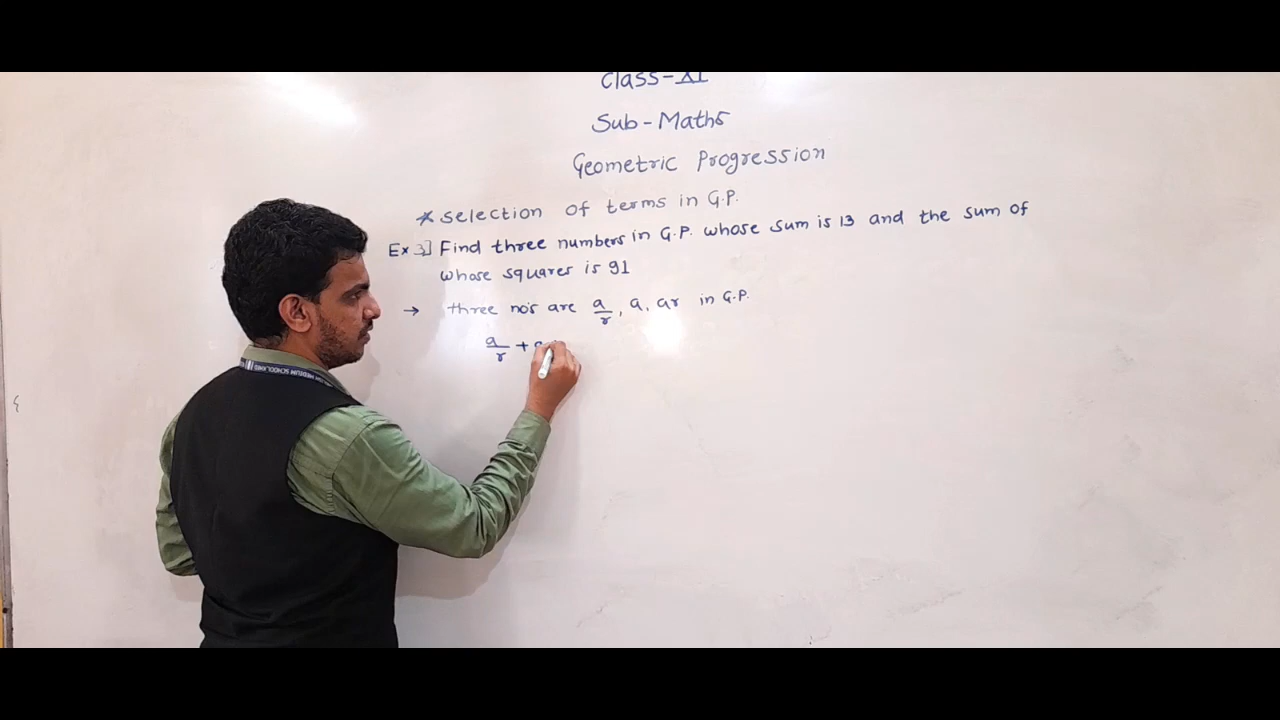 Class-XI
Sub-Maths
Geometric Progression
* selection of terms in G.P.
Ex 3] Find three numbers in G.P. whose sum is 13 and the sum of
whose squares is 91
→ three no's are a/r, a, ar in G.P.
a/r + a